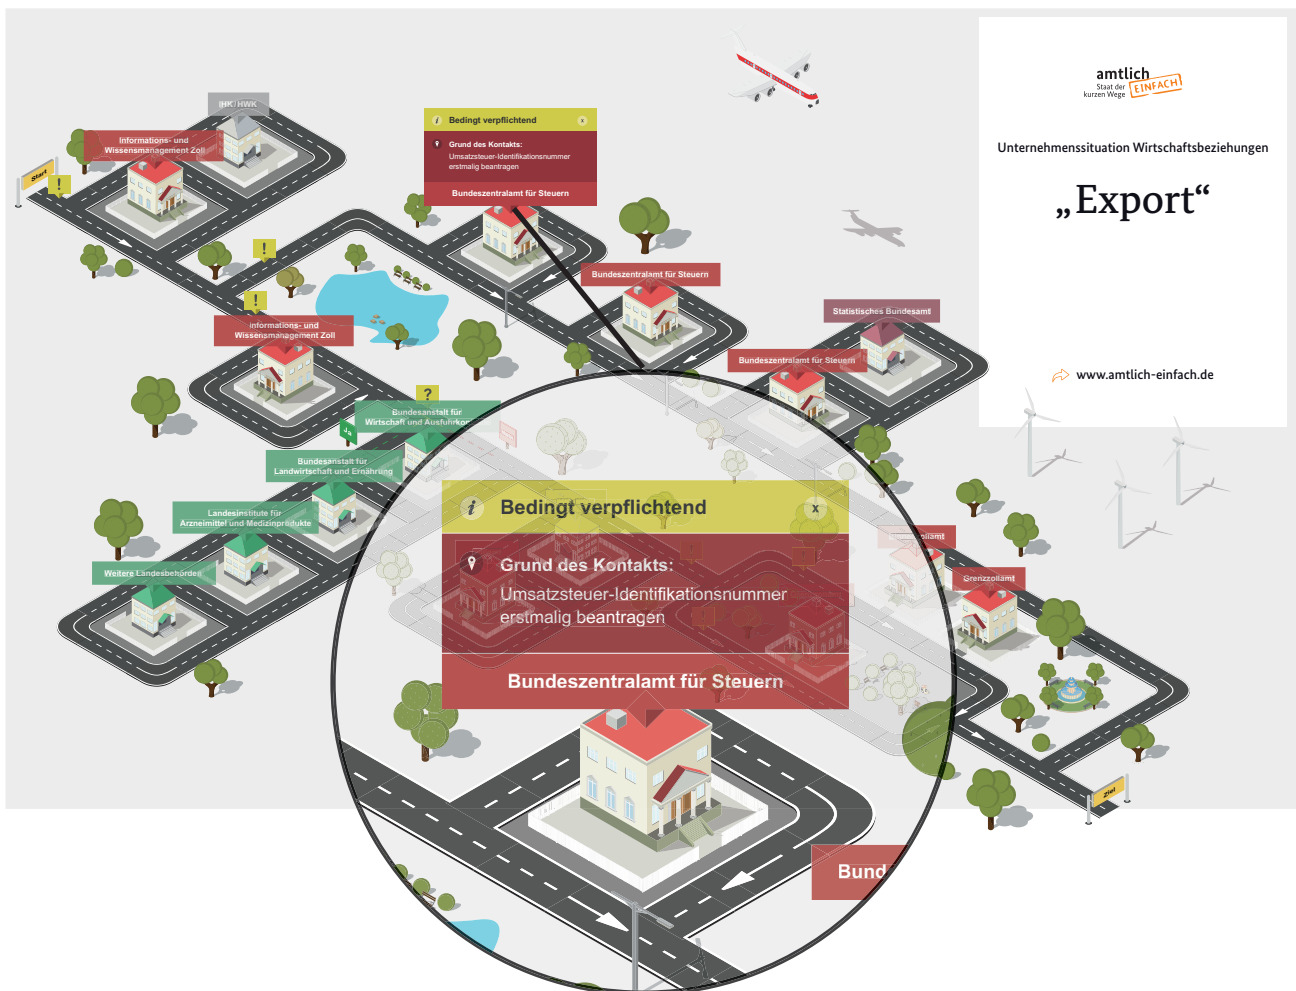 amtlich
Staat der
kurzen Wege
EINFACH
Unternehmenssituation Wirtschaftsbeziehungen
„Export“
www.amtlich-einfach.de
IHK/HWK
Informations- und
Wissensmanagement Zoll
Start
!
i Bedingt verpflichtend x
Grund des Kontakts:
Umsatzsteuer-Identifikationsnummer
erstmalig beantragen
Bundeszentralamt für Steuern
!
Bundeszentralamt für Steuern
!
Informations- und
Wissensmanagement Zoll
Statistisches Bundesamt
Bundeszentralamt für Steuern
?
Bundesanstalt für
Wirtschaft und Ausfuhrkon
Ja
Bundesanstalt für
Landwirtschaft und Ernährung
Landesinstitute für
Arzneimittel und Medizinprodukte
Weitere Landesbehörden
i Bedingt verpflichtend x
Grund des Kontakts:
Umsatzsteuer-Identifikationsnummer
erstmalig beantragen
Bundeszentralamt für Steuern
Grenzzollamt
Ziel
Bund